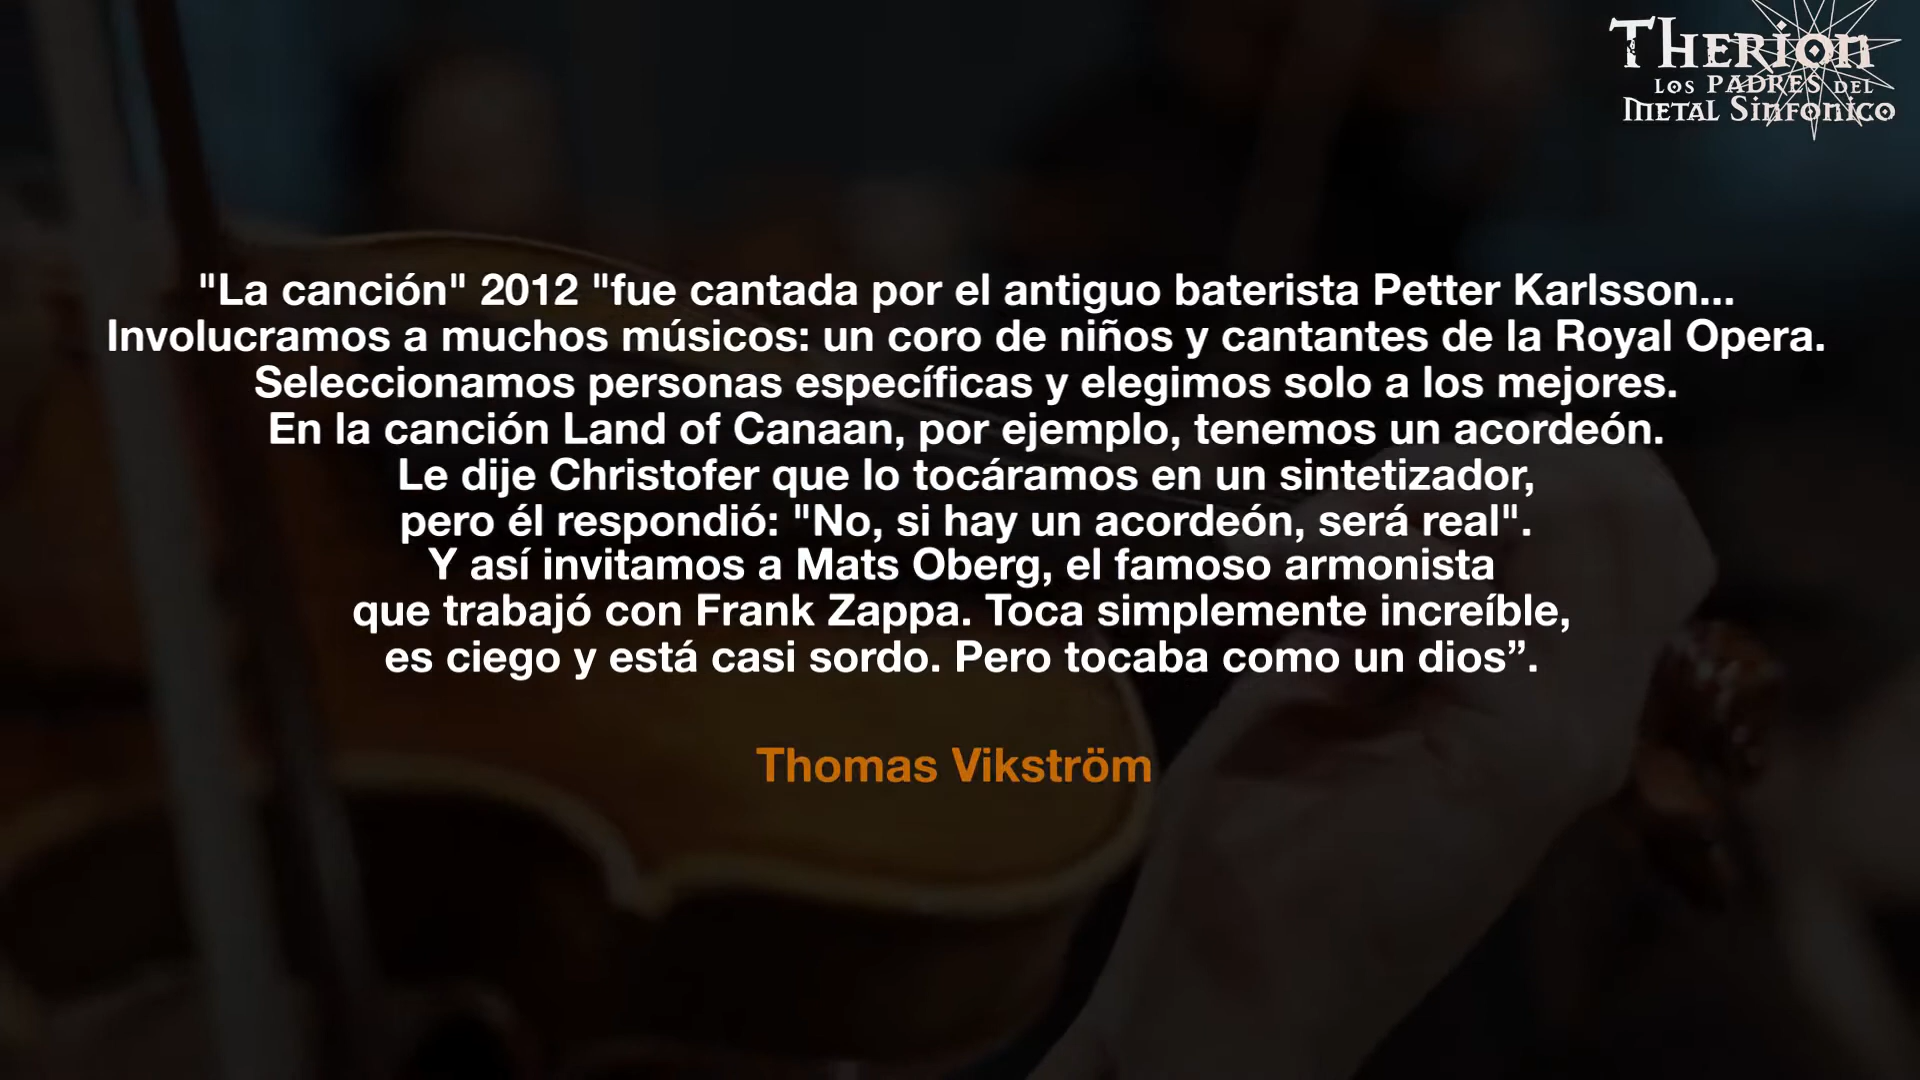 THERION
LOS PADRES DEL
METAL SINFONICO
"La canción" 2012 "fue cantada por el antiguo baterista Petter Karlsson...
Involucramos a muchos músicos: un coro de niños y cantantes de la Royal Opera.
Seleccionamos personas específicas y elegimos solo a los mejores.
En la canción Land of Canaan, por ejemplo, tenemos un acordeón.
Le dije Christofer que lo tocáramos en un sintetizador,
pero él respondió: "No, si hay un acordeón, será real".
Y así invitamos a Mats Oberg, el famoso armonista
que trabajó con Frank Zappa. Toca simplemente increíble,
es ciego y está casi sordo. Pero tocaba como un dios”.
Thomas Vikström